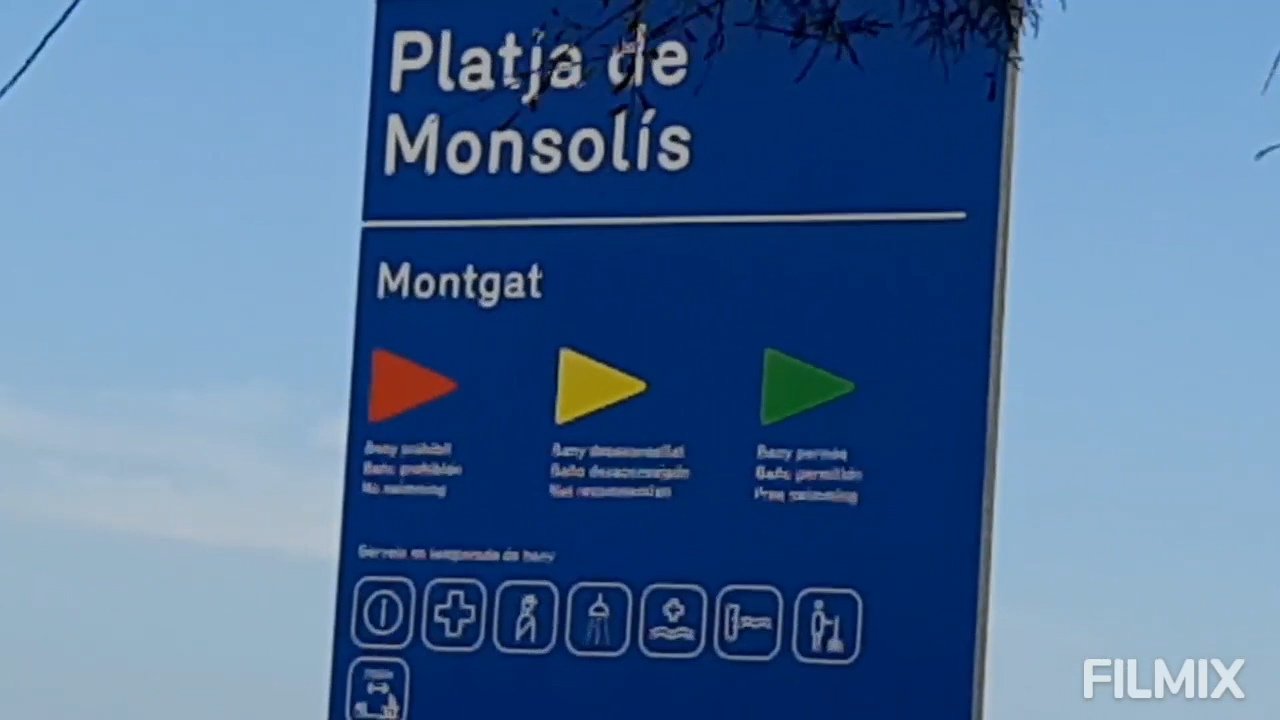 Platja de
Monsolís
Montgat
Bany prohibit
Baño prohibido
No swimming
Bany desaconsellat
Baño desaconsejado
Not recommended
Bany permès
Baño permitido
Free swimming
Serveis en temporada de bany
FILMIX